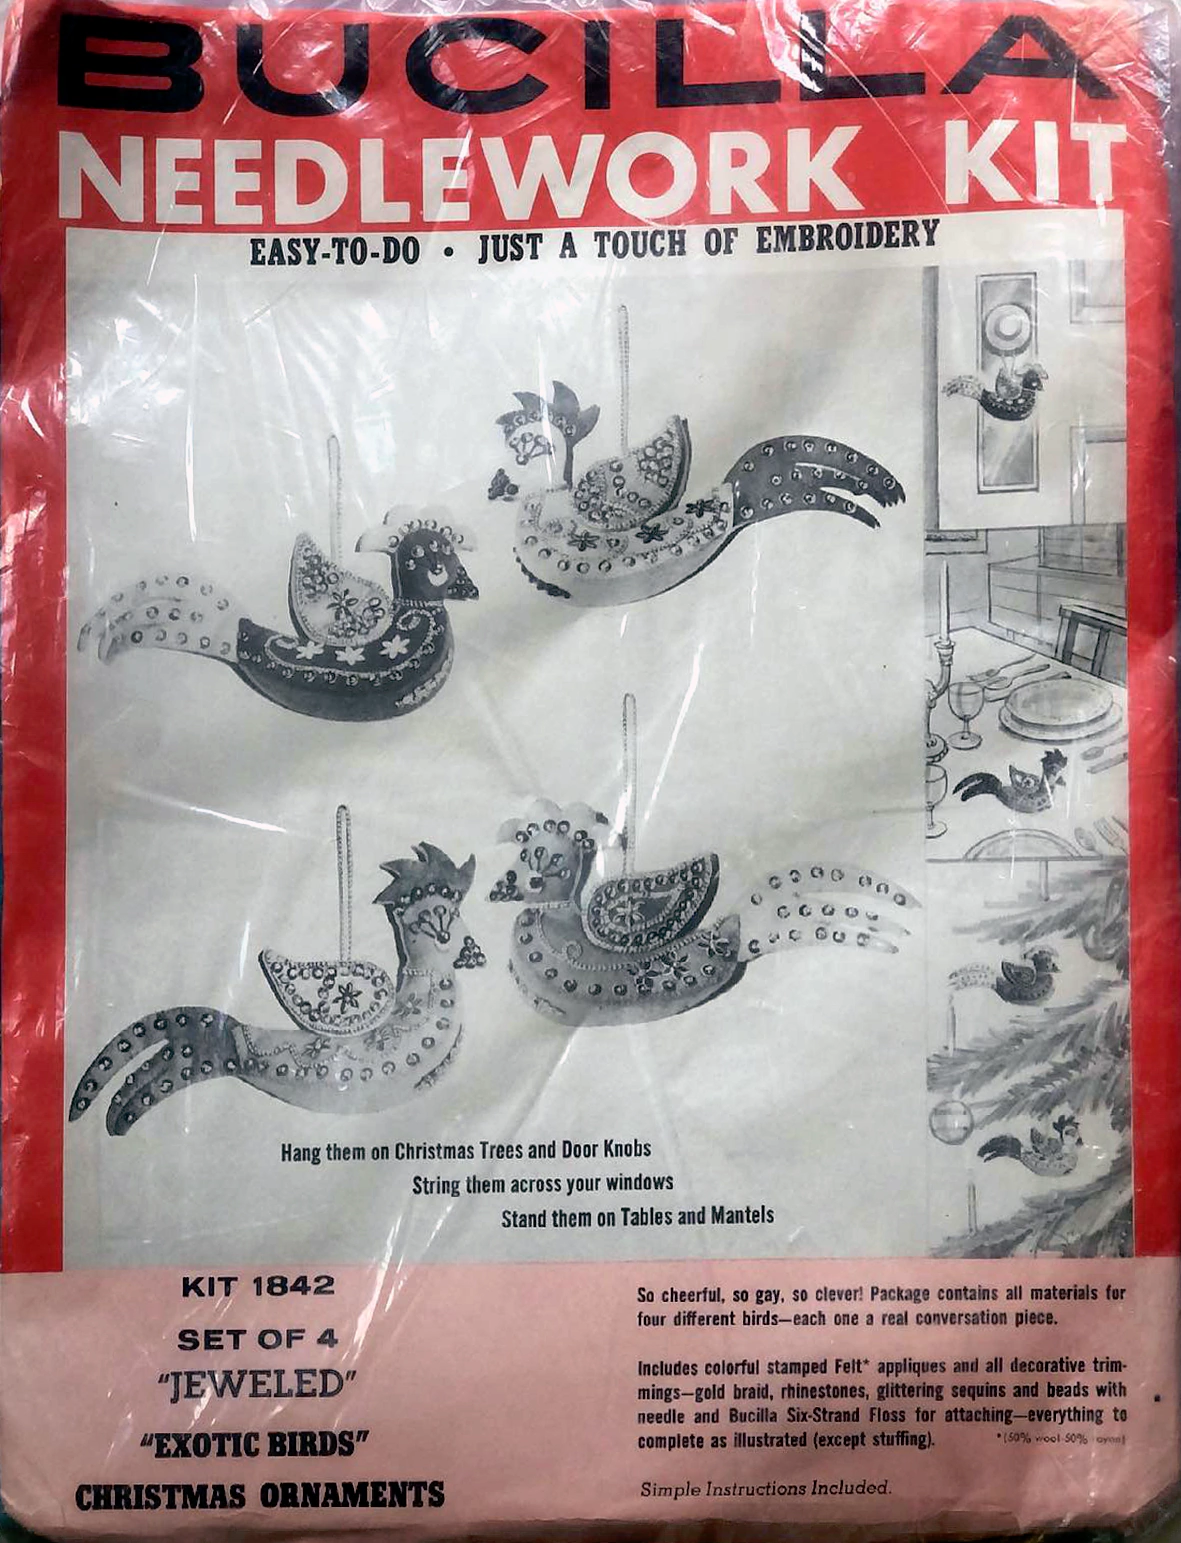 BUCILLA
NEEDLEWORK KIT
EASY-TO-DO • JUST A TOUCH OF EMBROIDERY
Hang them on Christmas Trees and Door Knobs
String them across your windows
Stand them on Tables and Mantels
KIT 1842
SET OF 4
"JEWELED"
"EXOTIC BIRDS"
CHRISTMAS ORNAMENTS
So cheerful, so gay, so clever! Package contains all materials for
four different birds—each one a real conversation piece.
Includes colorful stamped Felt* appliques and all decorative trim-
mings—gold braid, rhinestones, glittering sequins and beads with
needle and Bucilla Six-Strand Floss for attaching—everything to
complete as illustrated (except stuffing).
*(50% wool 50% rayon)
Simple Instructions Included.